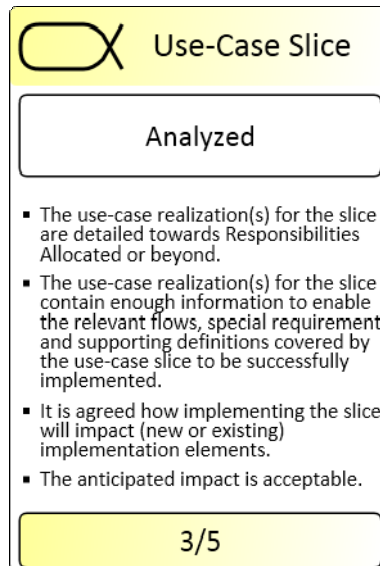 Use-Case Slice
Analyzed
▪ The use-case realization(s) for the slice
are detailed towards Responsibilities
Allocated or beyond.
▪ The use-case realization(s) for the slice
contain enough information to enable
the relevant flows, special requirement
and supporting definitions covered by
the use-case slice to be successfully
implemented.
▪ It is agreed how implementing the slice
will impact (new or existing)
implementation elements.
▪ The anticipated impact is acceptable.
3/5